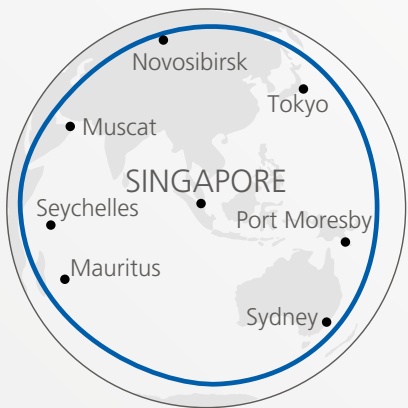 Novosibirsk
Tokyo
Muscat
SINGAPORE
Seychelles
Port Moresby
Mauritus
Sydney